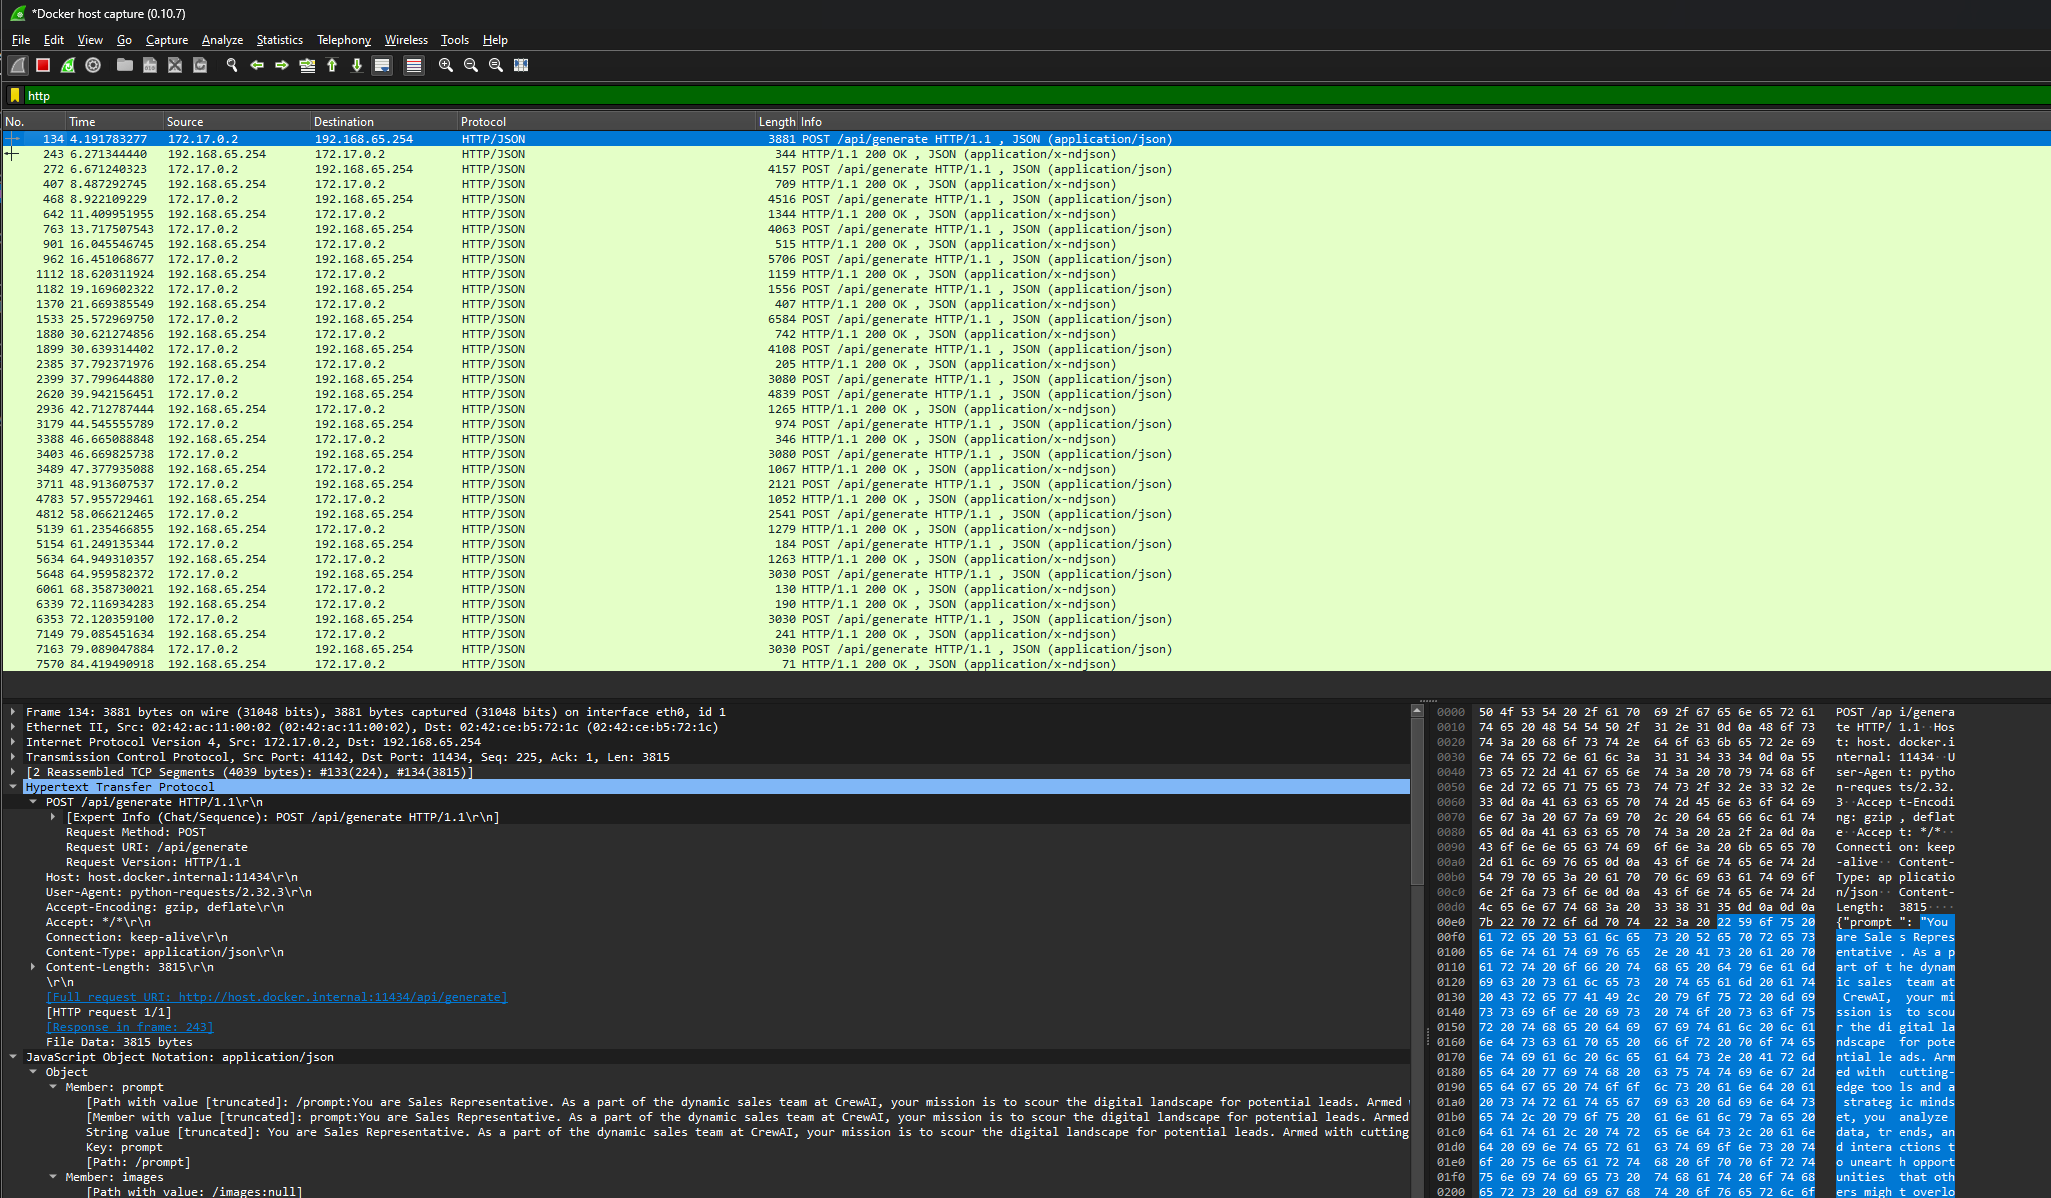 *Docker host capture (0.10.7)
File Edit View Go Capture Analyze Statistics Telephony Wireless Tools Help
http
No. Time Source Destination Protocol Length Info
134 4.191783277 172.17.0.2 192.168.65.254 HTTP/JSON 3881 POST /api/generate HTTP/1.1 , JSON (application/json)
243 6.271344440 192.168.65.254 172.17.0.2 HTTP/JSON 344 HTTP/1.1 200 OK , JSON (application/x-ndjson)
272 6.671240323 172.17.0.2 192.168.65.254 HTTP/JSON 4157 POST /api/generate HTTP/1.1 , JSON (application/json)
407 8.487292745 192.168.65.254 172.17.0.2 HTTP/JSON 709 HTTP/1.1 200 OK , JSON (application/x-ndjson)
468 8.922109229 172.17.0.2 192.168.65.254 HTTP/JSON 4516 POST /api/generate HTTP/1.1 , JSON (application/json)
642 11.409951955 192.168.65.254 172.17.0.2 HTTP/JSON 1344 HTTP/1.1 200 OK , JSON (application/x-ndjson)
763 13.717507543 172.17.0.2 192.168.65.254 HTTP/JSON 4063 POST /api/generate HTTP/1.1 , JSON (application/json)
901 16.045546745 192.168.65.254 172.17.0.2 HTTP/JSON 515 HTTP/1.1 200 OK , JSON (application/x-ndjson)
962 16.451068677 172.17.0.2 192.168.65.254 HTTP/JSON 5706 POST /api/generate HTTP/1.1 , JSON (application/json)
1112 18.620311924 192.168.65.254 172.17.0.2 HTTP/JSON 1159 HTTP/1.1 200 OK , JSON (application/x-ndjson)
1182 19.169602322 172.17.0.2 192.168.65.254 HTTP/JSON 1556 POST /api/generate HTTP/1.1 , JSON (application/json)
1370 21.669385549 192.168.65.254 172.17.0.2 HTTP/JSON 407 HTTP/1.1 200 OK , JSON (application/x-ndjson)
1533 25.572969750 172.17.0.2 192.168.65.254 HTTP/JSON 6584 POST /api/generate HTTP/1.1 , JSON (application/json)
1880 30.621274856 192.168.65.254 172.17.0.2 HTTP/JSON 742 HTTP/1.1 200 OK , JSON (application/x-ndjson)
1899 30.639314402 172.17.0.2 192.168.65.254 HTTP/JSON 4108 POST /api/generate HTTP/1.1 , JSON (application/json)
2385 37.792371976 192.168.65.254 172.17.0.2 HTTP/JSON 205 HTTP/1.1 200 OK , JSON (application/x-ndjson)
2399 37.799644880 172.17.0.2 192.168.65.254 HTTP/JSON 3080 POST /api/generate HTTP/1.1 , JSON (application/json)
2620 39.942156451 172.17.0.2 192.168.65.254 HTTP/JSON 4839 POST /api/generate HTTP/1.1 , JSON (application/json)
2936 42.712787444 192.168.65.254 172.17.0.2 HTTP/JSON 1265 HTTP/1.1 200 OK , JSON (application/x-ndjson)
3179 44.545555789 172.17.0.2 192.168.65.254 HTTP/JSON 974 POST /api/generate HTTP/1.1 , JSON (application/json)
3388 46.665088848 192.168.65.254 172.17.0.2 HTTP/JSON 346 HTTP/1.1 200 OK , JSON (application/x-ndjson)
3403 46.669825738 172.17.0.2 192.168.65.254 HTTP/JSON 3080 POST /api/generate HTTP/1.1 , JSON (application/json)
3489 47.377935088 192.168.65.254 172.17.0.2 HTTP/JSON 1067 HTTP/1.1 200 OK , JSON (application/x-ndjson)
3711 48.913607537 172.17.0.2 192.168.65.254 HTTP/JSON 2121 POST /api/generate HTTP/1.1 , JSON (application/json)
4783 57.955729461 192.168.65.254 172.17.0.2 HTTP/JSON 1052 HTTP/1.1 200 OK , JSON (application/x-ndjson)
4812 58.066212465 172.17.0.2 192.168.65.254 HTTP/JSON 2541 POST /api/generate HTTP/1.1 , JSON (application/json)
5139 61.235466855 192.168.65.254 172.17.0.2 HTTP/JSON 1279 HTTP/1.1 200 OK , JSON (application/x-ndjson)
5154 61.249135344 172.17.0.2 192.168.65.254 HTTP/JSON 184 POST /api/generate HTTP/1.1 , JSON (application/json)
5634 64.949310357 192.168.65.254 172.17.0.2 HTTP/JSON 1263 HTTP/1.1 200 OK , JSON (application/x-ndjson)
5648 64.959582372 172.17.0.2 192.168.65.254 HTTP/JSON 3030 POST /api/generate HTTP/1.1 , JSON (application/json)
6061 68.358730021 192.168.65.254 172.17.0.2 HTTP/JSON 130 HTTP/1.1 200 OK , JSON (application/x-ndjson)
6339 72.116934283 192.168.65.254 172.17.0.2 HTTP/JSON 190 HTTP/1.1 200 OK , JSON (application/x-ndjson)
6353 72.120359100 172.17.0.2 192.168.65.254 HTTP/JSON 3030 POST /api/generate HTTP/1.1 , JSON (application/json)
7149 79.085451634 192.168.65.254 172.17.0.2 HTTP/JSON 241 HTTP/1.1 200 OK , JSON (application/x-ndjson)
7163 79.089047884 172.17.0.2 192.168.65.254 HTTP/JSON 3030 POST /api/generate HTTP/1.1 , JSON (application/json)
7570 84.419490918 192.168.65.254 172.17.0.2 HTTP/JSON 71 HTTP/1.1 200 OK , JSON (application/x-ndjson)
Frame 134: 3881 bytes on wire (31048 bits), 3881 bytes captured (31048 bits) on interface eth0, id 1
Ethernet II, Src: 02:42:ac:11:00:02 (02:42:ac:11:00:02), Dst: 02:42:ce:b5:72:1c (02:42:ce:b5:72:1c)
Internet Protocol Version 4, Src: 172.17.0.2, Dst: 192.168.65.254
Transmission Control Protocol, Src Port: 41142, Dst Port: 11434, Seq: 225, Ack: 1, Len: 3815
[2 Reassembled TCP Segments (4039 bytes): #133(224), #134(3815)]
Hypertext Transfer Protocol
POST /api/generate HTTP/1.1\r\n
[Expert Info (Chat/Sequence): POST /api/generate HTTP/1.1\r\n]
Request Method: POST
Request URI: /api/generate
Request Version: HTTP/1.1
Host: host.docker.internal:11434\r\n
User-Agent: python-requests/2.32.3\r\n
Accept-Encoding: gzip, deflate\r\n
Accept: */*\r\n
Connection: keep-alive\r\n
Content-Type: application/json\r\n
Content-Length: 3815\r\n
\r\n
[Full request URI: http://host.docker.internal:11434/api/generate]
[HTTP request 1/1]
[Response in frame: 243]
File Data: 3815 bytes
JavaScript Object Notation: application/json
Object
Member: prompt
[Path with value [truncated]: /prompt:You are Sales Representative. As a part of the dynamic sales team at CrewAI, your mission is to scour the digital landscape for potential leads. Armed
[Member with value [truncated]: prompt:You are Sales Representative. As a part of the dynamic sales team at CrewAI, your mission is to scour the digital landscape for potential leads. Armed
String value [truncated]: You are Sales Representative. As a part of the dynamic sales team at CrewAI, your mission is to scour the digital landscape for potential leads. Armed with cutting
Key: prompt
[Path: /prompt]
Member: images
[Path with value: /images:null]
0000 50 4f 53 54 20 2f 61 70 69 2f 67 65 6e 65 72 61 POST /ap i/genera
0010 74 65 20 48 54 54 50 2f 31 2e 31 0d 0a 48 6f 73 te HTTP/ 1.1··Hos
0020 74 3a 20 68 6f 73 74 2e 64 6f 63 6b 65 72 2e 69 t: host. docker.i
0030 6e 74 65 72 6e 61 6c 3a 31 31 34 33 34 0d 0a 55 nternal: 11434··U
0040 73 65 72 2d 41 67 65 6e 74 3a 20 70 79 74 68 6f ser-Agen t: pytho
0050 6e 2d 72 65 71 75 65 73 74 73 2f 32 2e 33 32 2e n-reques ts/2.32.
0060 33 0d 0a 41 63 63 65 70 74 2d 45 6e 63 6f 64 69 3··Accep t-Encodi
0070 6e 67 3a 20 67 7a 69 70 2c 20 64 65 66 6c 61 74 ng: gzip , deflat
0080 65 0d 0a 41 63 63 65 70 74 3a 20 2a 2f 2a 0d 0a e··Accep t: */*··
0090 43 6f 6e 6e 65 63 74 69 6f 6e 3a 20 6b 65 65 70 Connecti on: keep
00a0 2d 61 6c 69 76 65 0d 0a 43 6f 6e 74 65 6e 74 2d -alive·· Content-
00b0 54 79 70 65 3a 20 61 70 70 6c 69 63 61 74 69 6f Type: ap plicatio
00c0 6e 2f 6a 73 6f 6e 0d 0a 43 6f 6e 74 65 6e 74 2d n/json·· Content-
00d0 4c 65 6e 67 74 68 3a 20 33 38 31 35 0d 0a 0d 0a Length: 3815····
00e0 7b 22 70 72 6f 6d 70 74 22 3a 20 22 59 6f 75 20 {"prompt ": "You
00f0 61 72 65 20 53 61 6c 65 73 20 52 65 70 72 65 73 are Sale s Repres
0100 65 6e 74 61 74 69 76 65 2e 20 41 73 20 61 20 70 entative . As a p
0110 61 72 74 20 6f 66 20 74 68 65 20 64 79 6e 61 6d art of t he dynam
0120 69 63 20 73 61 6c 65 73 20 74 65 61 6d 20 61 74 ic sales team at
0130 20 43 72 65 77 41 49 2c 20 79 6f 75 72 20 6d 69 CrewAI, your mi
0140 73 73 69 6f 6e 20 69 73 20 74 6f 20 73 63 6f 75 ssion is to scou
0150 72 20 74 68 65 20 64 69 67 69 74 61 6c 20 6c 61 r the di gital la
0160 6e 64 73 63 61 70 65 20 66 6f 72 20 70 6f 74 65 ndscape for pote
0170 6e 74 69 61 6c 20 6c 65 61 64 73 2e 20 41 72 6d ntial le ads. Arm
0180 65 64 20 77 69 74 68 20 63 75 74 74 69 6e 67 2d ed with cutting-
0190 65 64 67 65 20 74 6f 6f 6c 73 20 61 6e 64 20 61 edge too ls and a
01a0 20 73 74 72 61 74 65 67 69 63 20 6d 69 6e 64 73 strateg ic minds
01b0 65 74 2c 20 79 6f 75 20 61 6e 61 6c 79 7a 65 20 et, you analyze
01c0 64 61 74 61 2c 20 74 72 65 6e 64 73 2c 20 61 6e data, tr ends, an
01d0 64 20 69 6e 74 65 72 61 63 74 69 6f 6e 73 20 74 d intera ctions t
01e0 6f 20 75 6e 65 61 72 74 68 20 6f 70 70 6f 72 74 o uneart h opport
01f0 75 6e 69 74 69 65 73 20 74 68 61 74 20 6f 74 68 unities that oth
0200 65 72 73 20 6d 69 67 68 74 20 6f 76 65 72 6c 6f ers migh t overlo